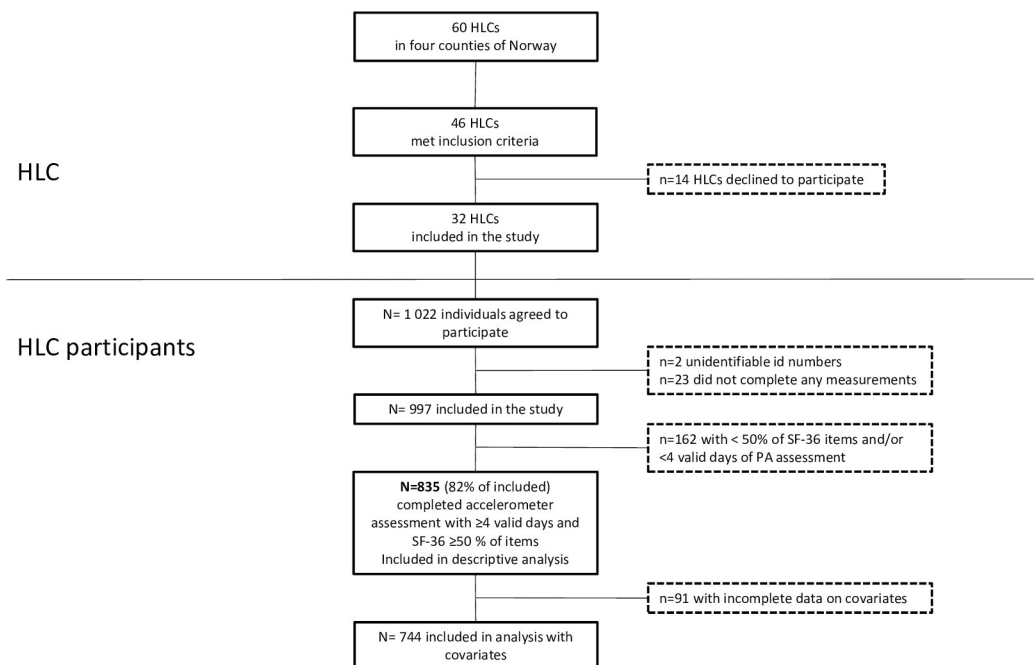 60 HLCs
in four counties of Norway
46 HLCs
met inclusion criteria
HLC
n=14 HLCs declined to participate
32 HLCs
included in the study
N= 1 022 individuals agreed to
participate
HLC participants
n=2 unidentifiable id numbers
n=23 did not complete any measurements
N= 997 included in the study
n=162 with < 50% of SF-36 items and/or
<4 valid days of PA assessment
N=835 (82% of included)
completed accelerometer
assessment with ≥4 valid days and
SF-36 ≥50 % of items
Included in descriptive analysis
n=91 with incomplete data on covariates
N= 744 included in analysis with
covariates